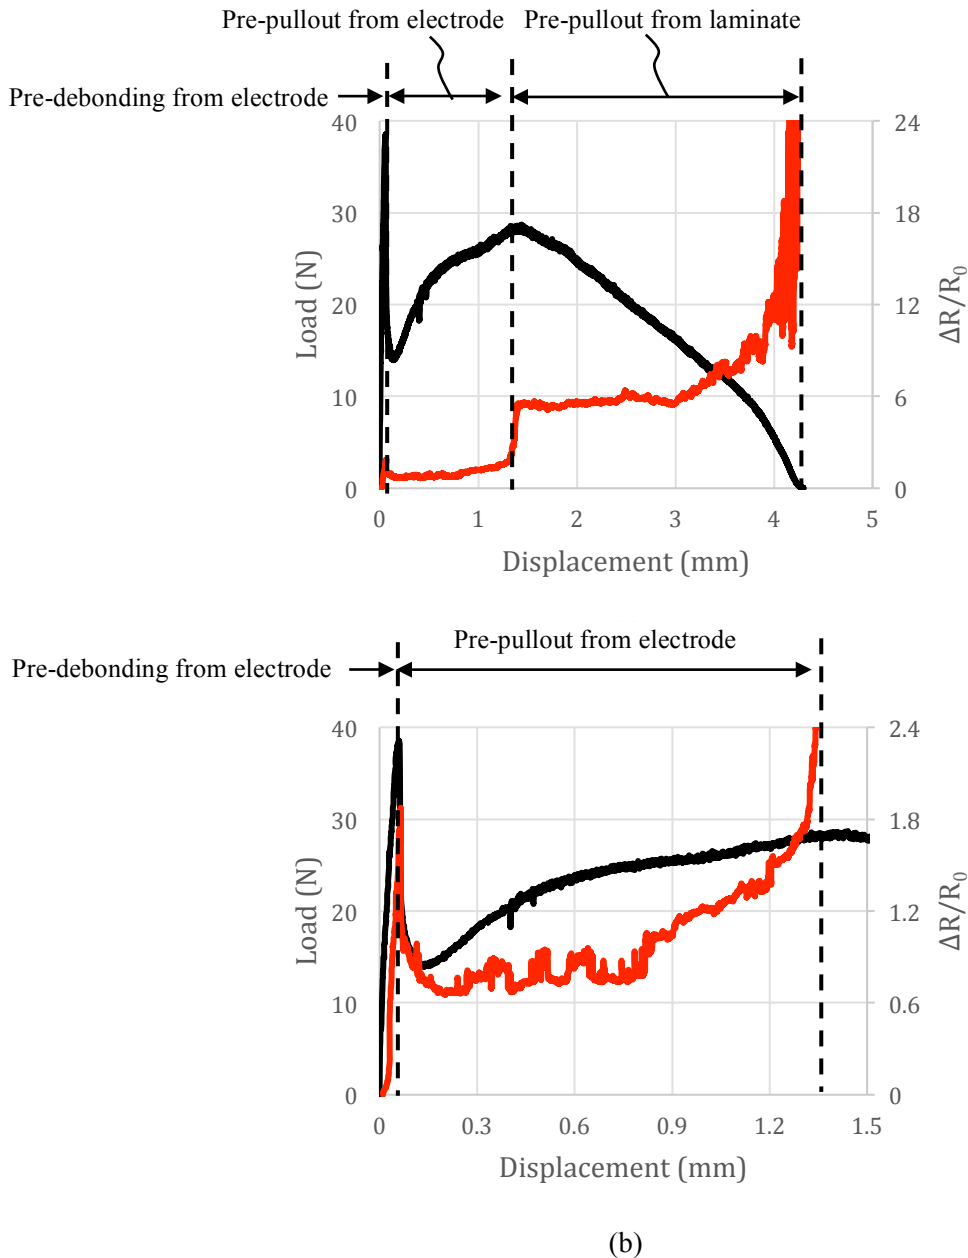 Pre-pullout from electrode
Pre-pullout from laminate
Pre-debonding from electrode
40
30
20
10
0
Load (N)
24
18
12
6
0
ΔR/R0
0 1 2 3 4 5
Displacement (mm)
Pre-pullout from electrode
Pre-debonding from electrode
40
30
20
10
0
Load (N)
2.4
1.8
1.2
0.6
0
ΔR/R0
0 0.3 0.6 0.9 1.2 1.5
Displacement (mm)
(b)